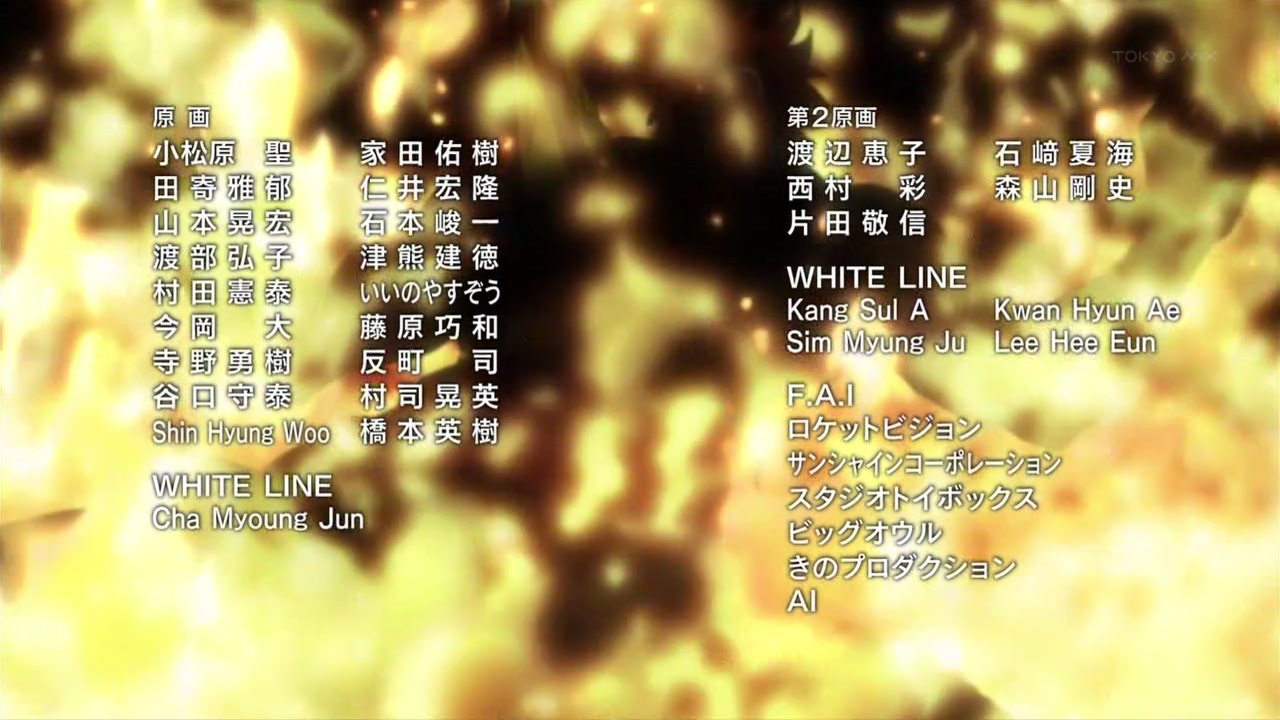 TOKYO MX
原画
小松原 聖 家田佑樹
田寄雅郁 仁井宏隆
山本晃宏 石本峻一
渡部弘子 津熊建徳
村田憲泰 いいのやすぞう
今岡 大 藤原巧和
寺野勇樹 反町 司
谷口守泰 村司晃英
Shin Hyung Woo 橋本英樹
WHITE LINE
Cha Myoung Jun
第2原画
渡辺恵子 石﨑夏海
西村 彩 森山剛史
片田敬信
WHITE LINE
Kang Sul A Kwan Hyun Ae
Sim Myung Ju Lee Hee Eun
F.A.I
ロケットビジョン
サンシャインコーポレーション
スタジオトイボックス
ビッグオウル
きのプロダクション
AI